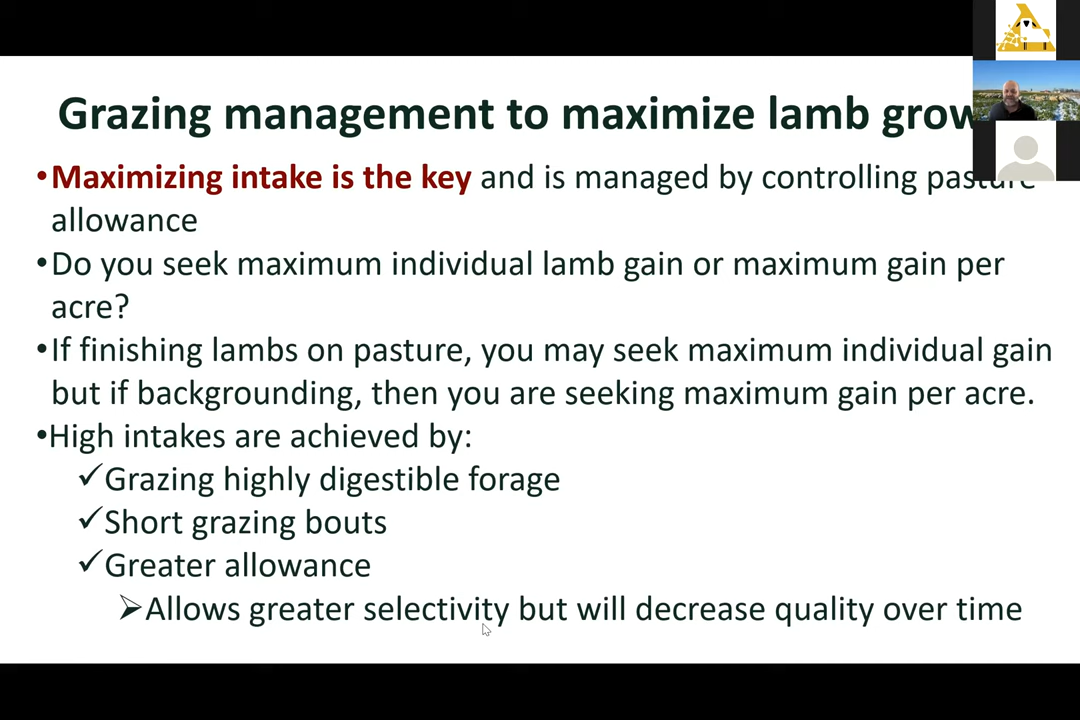 Grazing management to maximize lamb grow
•Maximizing intake is the key and is managed by controlling pasture
allowance
•Do you seek maximum individual lamb gain or maximum gain per
acre?
•If finishing lambs on pasture, you may seek maximum individual gain
but if backgrounding, then you are seeking maximum gain per acre.
•High intakes are achieved by:
✓Grazing highly digestible forage
✓Short grazing bouts
✓Greater allowance
➢Allows greater selectivity but will decrease quality over time